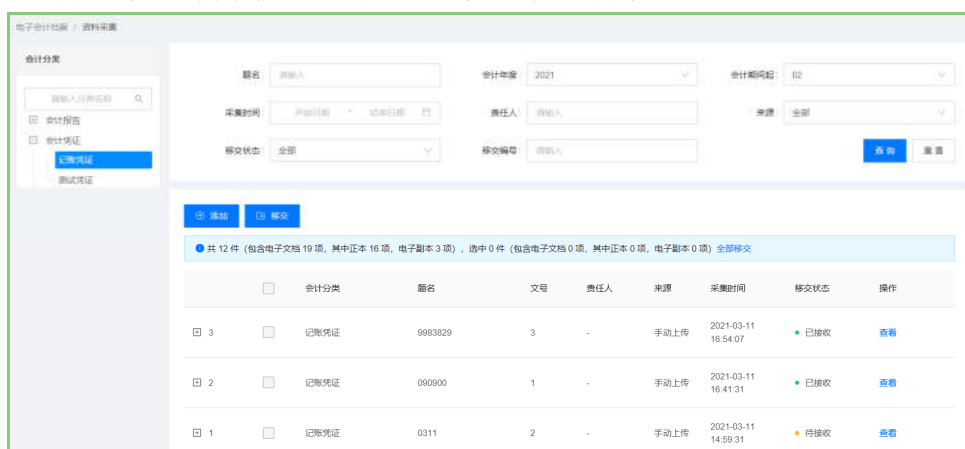 电子会计档案 / 资料采集
会计分类
请输入分类名称
会计报告
会计凭证
记账凭证
测试凭证
题名 请输入 会计年度 2021 会计期间起 02
采集时间 开始日期 ~ 结束日期 责任人 请输入 来源 全部
移交状态 全部 移交编号 请输入 查询 重置
添加 移交
共 12 件（包含电子文档 19 项，其中正本 16 项，电子副本 3 项），选中 0 件（包含电子文档 0 项，其中正本 0 项，电子副本 0 项）全部移交
会计分类 题名 文号 责任人 来源 采集时间 移交状态 操作
3 记账凭证 9983829 3 - 手动上传 2021-03-11 16:54:07 已接收 查看
2 记账凭证 090900 1 - 手动上传 2021-03-11 16:41:31 已接收 查看
1 记账凭证 0311 2 - 手动上传 2021-03-11 14:59:31 待接收 查看